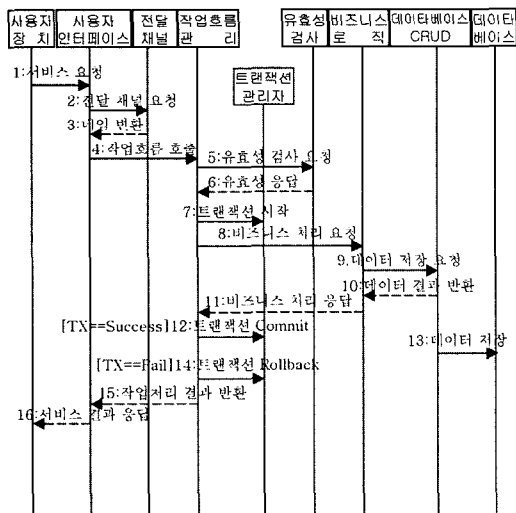 사용자 장 치
사용자 인터페이스
전달 채널
작업흐름 관 리
유효성 검사
비즈니스 로 직
데이타베이스 CRUD
데이타 베이스
트랜잭션 관리자
1:서비스 요청
2:전달 채널 요청
3:네임 변환
4:작업흐름 호출
5:유효성 검사 요청
6:유효성 응답
7:트랜잭션 시작
8:비즈니스 처리 요청
9.데이터 저장 요청
10:데이터 결과 반환
11:비즈니스 처리 응답
[TX==Success]12:트랜잭션 Commit
13:데이터 저장
[TX==Fail]14:트랜잭션 Rollback
15:작업처리 결과 반환
16:서비스 결과 응답